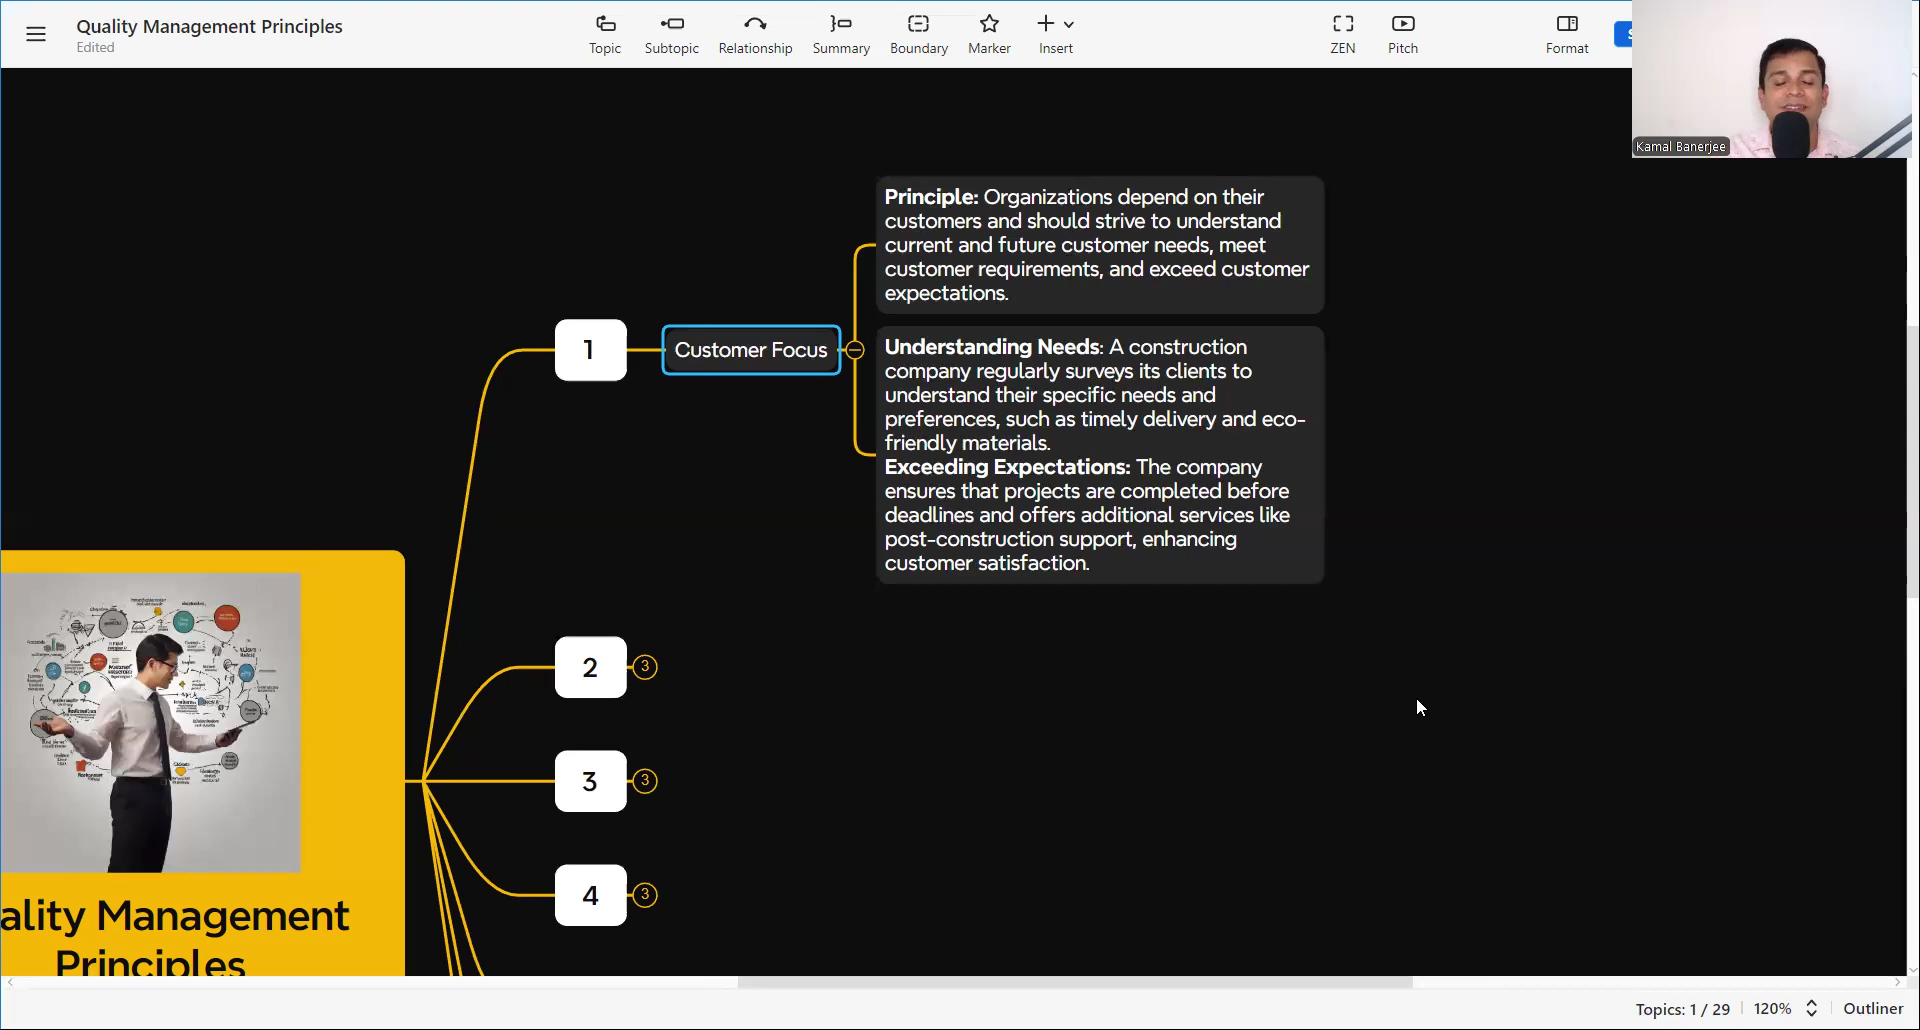 Quality Management Principles
Edited
Topic
Subtopic
Relationship
Summary
Boundary
Marker
Insert
ZEN
Pitch
Format
Kamal Banerjee
Principle: Organizations depend on their
customers and should strive to understand
current and future customer needs, meet
customer requirements, and exceed customer
expectations.
1
Customer Focus
Understanding Needs: A construction
company regularly surveys its clients to
understand their specific needs and
preferences, such as timely delivery and eco-
friendly materials.
Exceeding Expectations: The company
ensures that projects are completed before
deadlines and offers additional services like
post-construction support, enhancing
customer satisfaction.
2
3
3
3
4
3
ality Management
Principles
Topics: 1 / 29
120%
Outliner